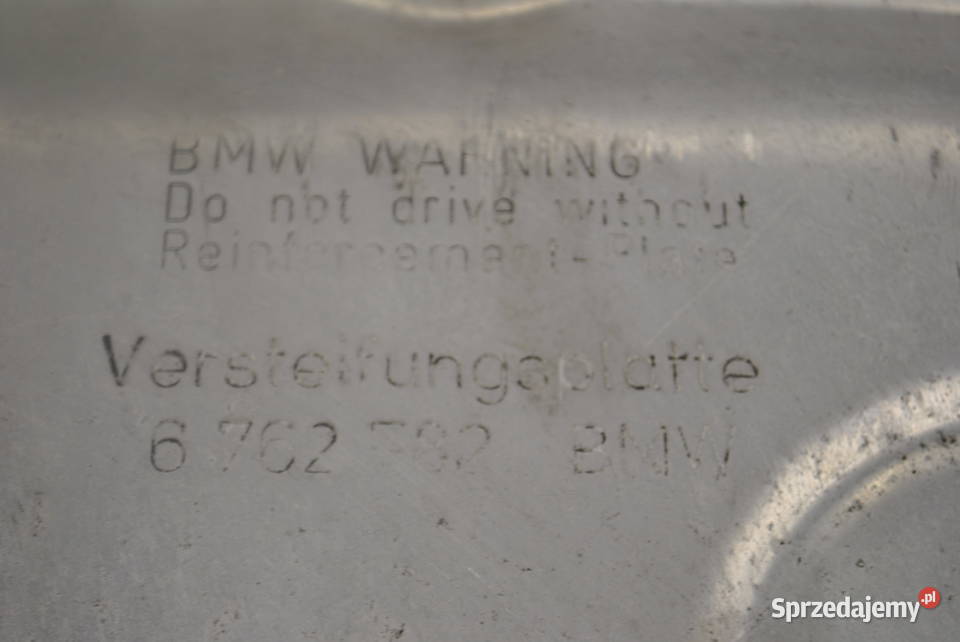 BMW WARNING
Do not drive without
Reinforcement-Plate
Versteifungsplatte
6 762 BMW
Sprzedajemy.pl